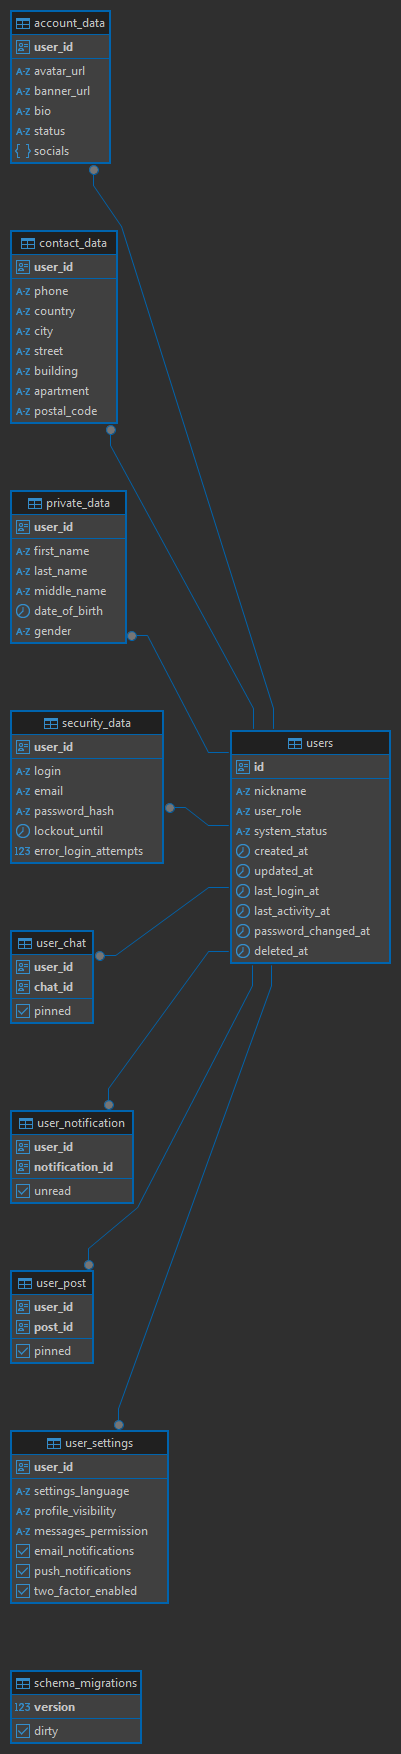 account_data
user_id
avatar_url
banner_url
bio
status
socials
contact_data
user_id
phone
country
city
street
building
apartment
postal_code
private_data
user_id
first_name
last_name
middle_name
date_of_birth
gender
security_data
user_id
login
email
password_hash
lockout_until
123 error_login_attempts
users
id
nickname
user_role
system_status
created_at
updated_at
last_login_at
last_activity_at
password_changed_at
deleted_at
user_chat
user_id
chat_id
pinned
user_notification
user_id
notification_id
unread
user_post
user_id
post_id
pinned
user_settings
user_id
settings_language
profile_visibility
messages_permission
email_notifications
push_notifications
two_factor_enabled
schema_migrations
123 version
dirty